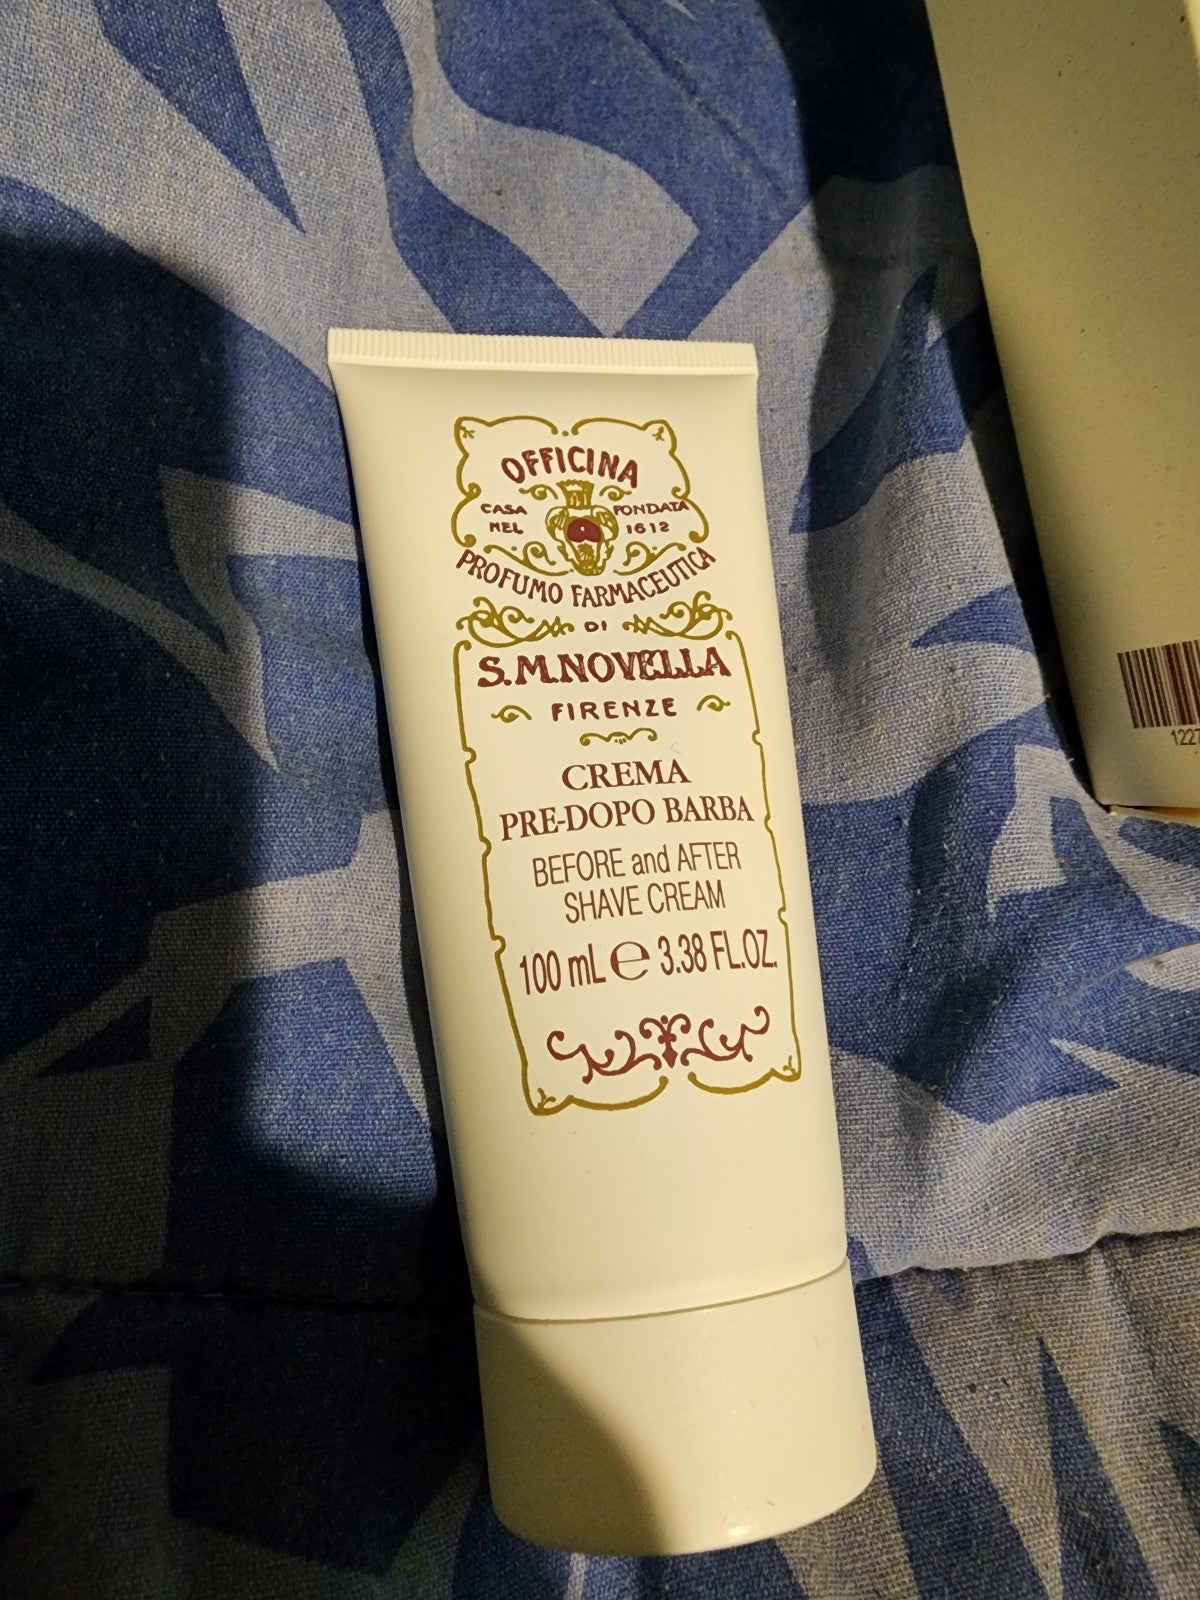 OFFICINA
CASA FONDATA
NEL 1612
PROFUMO FARMACEUTICA
DI
S.M.NOVELLA
FIRENZE
CREMA
PRE-DOPO BARBA
BEFORE and AFTER
SHAVE CREAM
100 mL e 3.38 FL.OZ.
1227